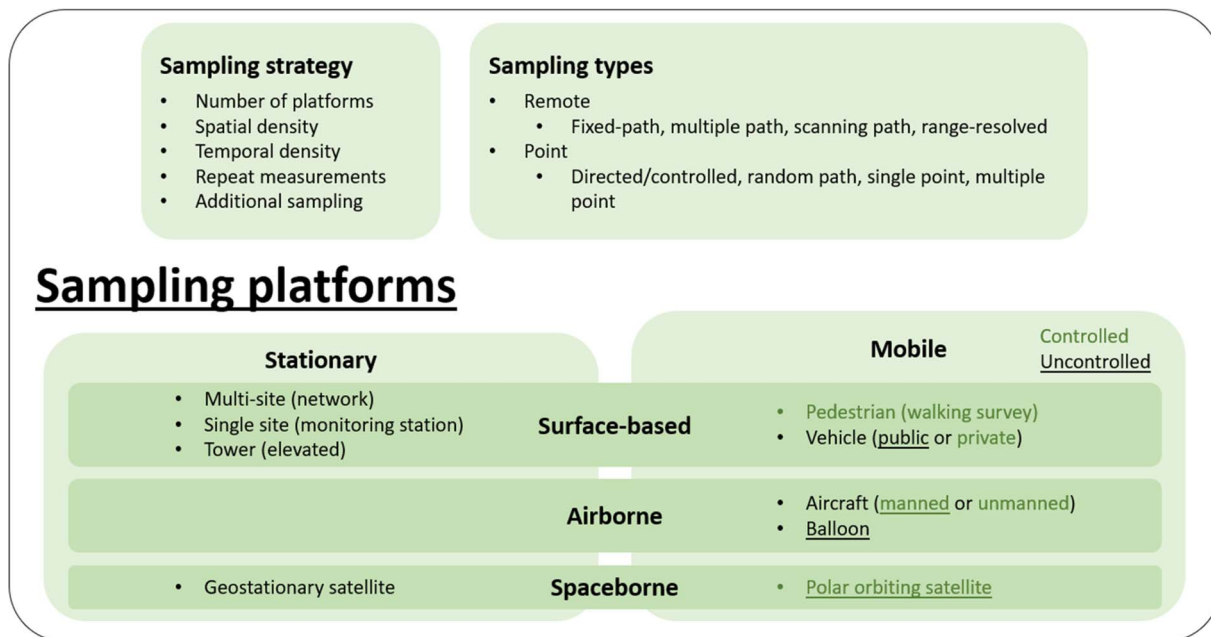 Sampling strategy
• Number of platforms
• Spatial density
• Temporal density
• Repeat measurements
• Additional sampling
Sampling types
• Remote
• Fixed-path, multiple path, scanning path, range-resolved
• Point
• Directed/controlled, random path, single point, multiple
point
Sampling platforms
Stationary
Mobile
Controlled
Uncontrolled
• Multi-site (network)
• Single site (monitoring station)
• Tower (elevated)
Surface-based
• Pedestrian (walking survey)
• Vehicle (public or private)
Airborne
• Aircraft (manned or unmanned)
• Balloon
• Geostationary satellite
Spaceborne
• Polar orbiting satellite